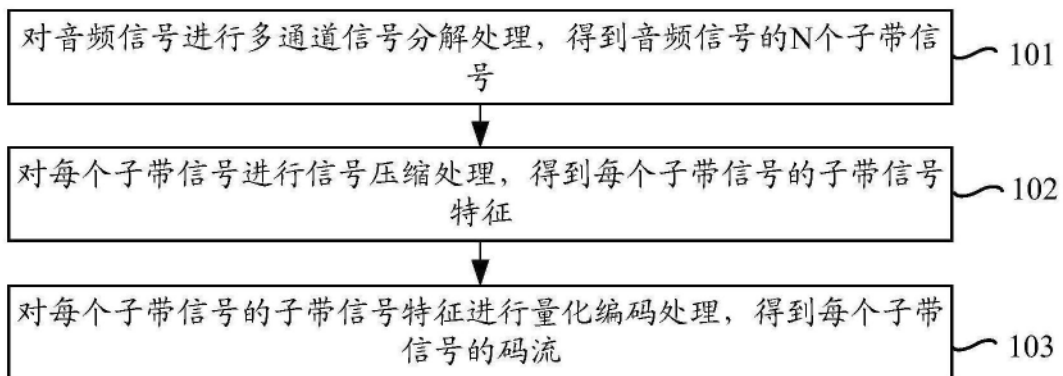 对音频信号进行多通道信号分解处理，得到音频信号的N个子带信
号
101
对每个子带信号进行信号压缩处理，得到每个子带信号的子带信号
特征
102
对每个子带信号的子带信号特征进行量化编码处理，得到每个子带
信号的码流
103